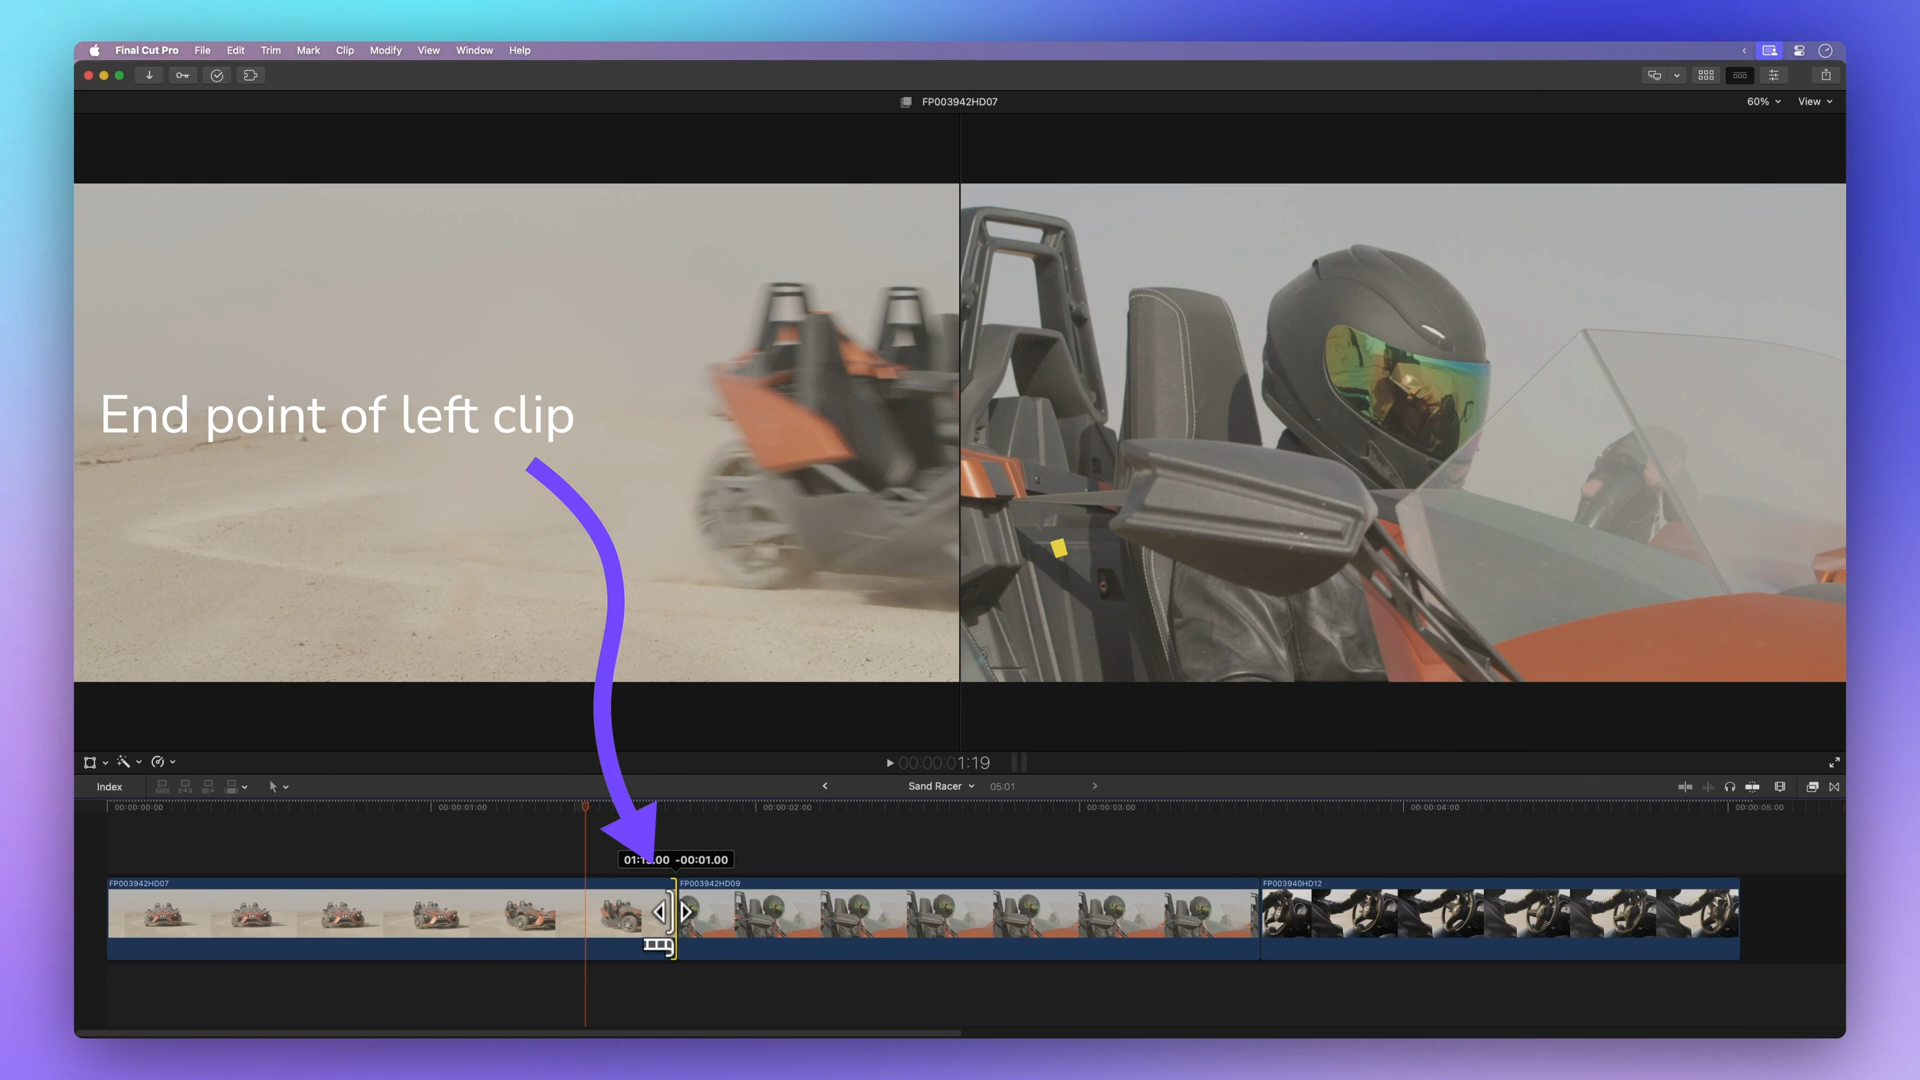 Final Cut Pro File Edit Trim Mark Clip Modify View Window Help
FP003942HD07
60% View
End point of left clip
00:00:01:19
Index
Sand Racer 05:01
00:00:00:00 00:00:01:00 00:00:02:00 00:00:03:00 00:00:04:00 00:00:05:00
-00:01.00
FP003942HD07 FP003942HD09 FP003940HD12